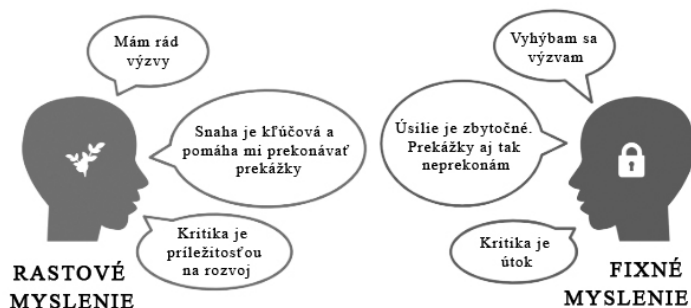 Mám rád
výzvy
Snaha je kľúčová a
pomáha mi prekonávať
prekážky
Kritika je
príležitosťou
na rozvoj
RASTOVÉ
MYSLENIE
Vyhýbam sa
výzvam
Úsilie je zbytočné.
Prekážky aj tak
neprekonám
Kritika je
útok
FIXNÉ
MYSLENIE